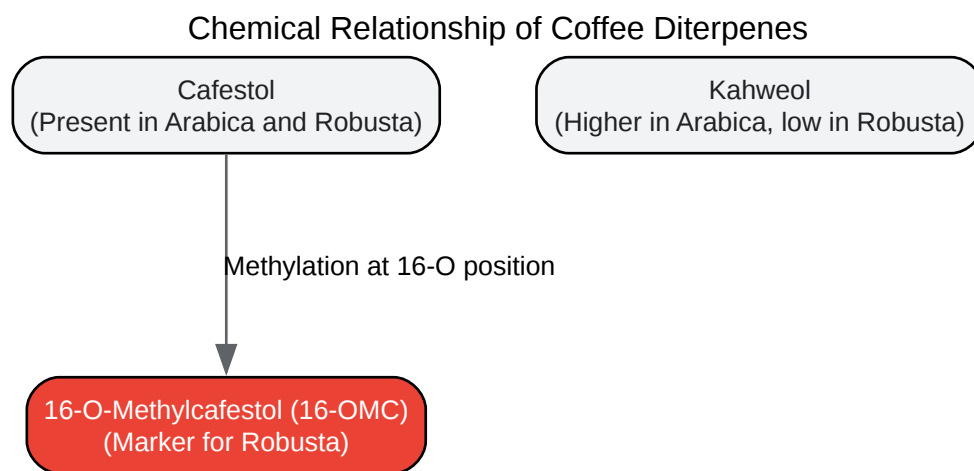 Chemical Relationship of Coffee Diterpenes
Cafestol
(Present in Arabica and Robusta)
Kahweol
(Higher in Arabica, low in Robusta)
Methylation at 16-O position
16-O-Methylcafestol (16-OMC)
(Marker for Robusta)